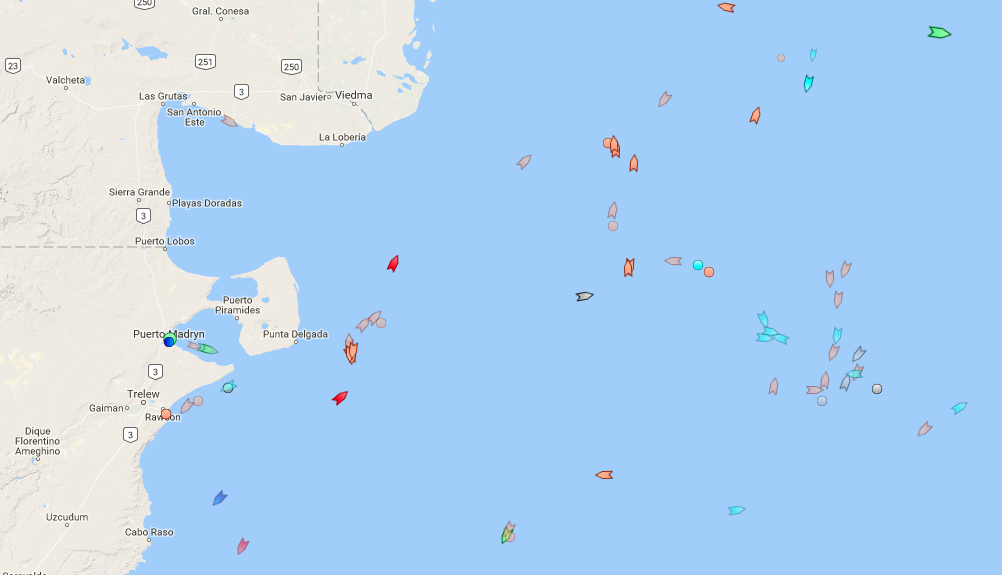 250
Gral. Conesa
23
251
250
Valcheta
3
Las Grutas
San Javier
Viedma
San Antonio
Este
La Lobería
Sierra Grande
Playas Doradas
3
Puerto Lobos
Puerto
Piramides
Puerto Madryn
Punta Delgada
3
Trelew
Gaiman
Rawson
Dique
Florentino
Ameghino
3
Uzcudum
Cabo Raso